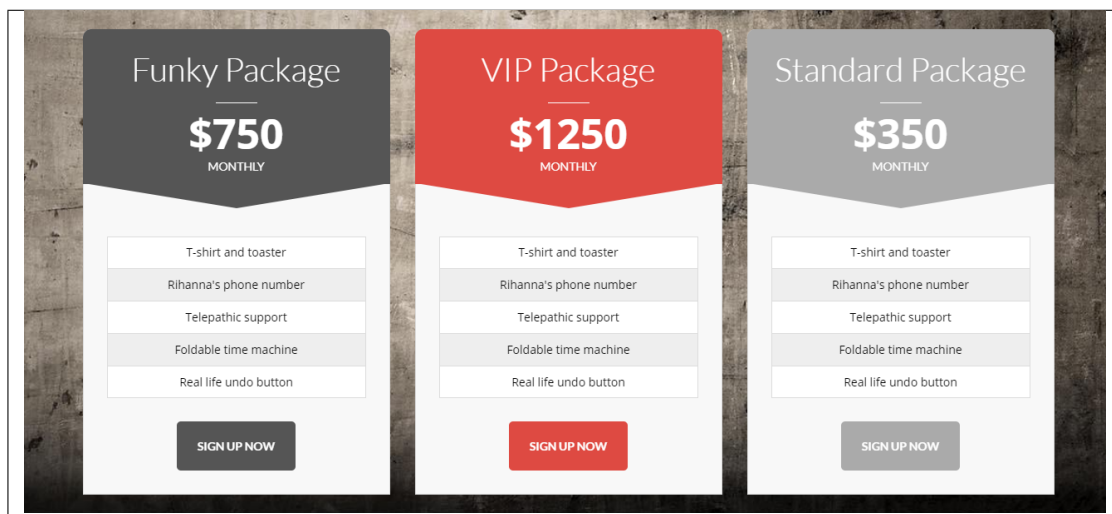 Funky Package
$750
MONTHLY
T-shirt and toaster
Rihanna's phone number
Telepathic support
Foldable time machine
Real life undo button
SIGN UP NOW
VIP Package
$1250
MONTHLY
T-shirt and toaster
Rihanna's phone number
Telepathic support
Foldable time machine
Real life undo button
SIGN UP NOW
Standard Package
$350
MONTHLY
T-shirt and toaster
Rihanna's phone number
Telepathic support
Foldable time machine
Real life undo button
SIGN UP NOW